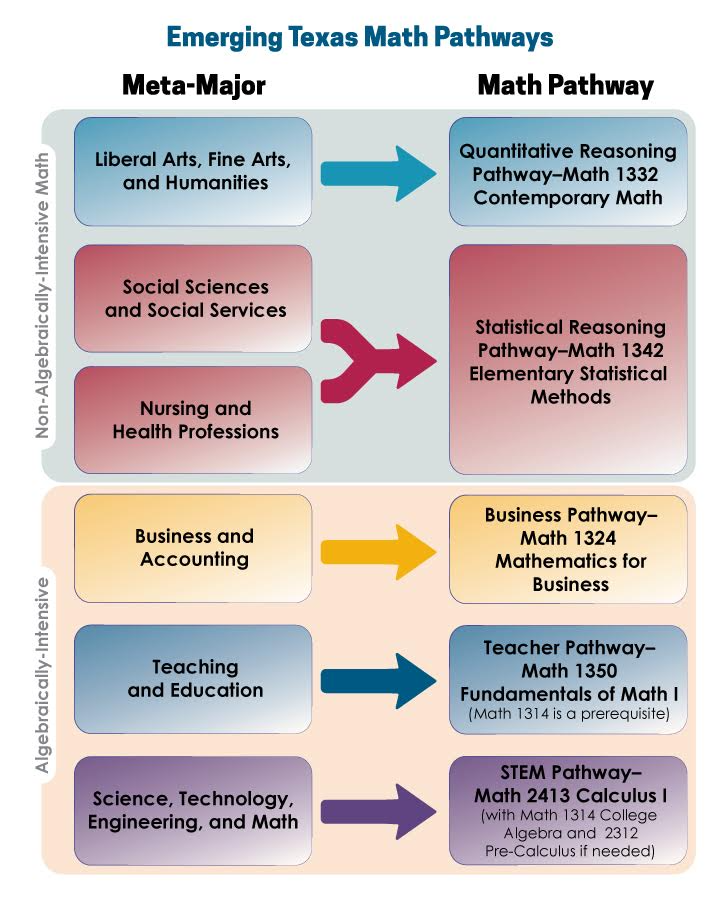 Emerging Texas Math Pathways
Meta-Major
Math Pathway
Non-Algebraically-Intensive Math
Liberal Arts, Fine Arts,
and Humanities
Quantitative Reasoning
Pathway–Math 1332
Contemporary Math
Social Sciences
and Social Services
Nursing and
Health Professions
Statistical Reasoning
Pathway–Math 1342
Elementary Statistical
Methods
Algebraically-Intensive
Business and
Accounting
Business Pathway–
Math 1324
Mathematics for
Business
Teaching
and Education
Teacher Pathway–
Math 1350
Fundamentals of Math I
(Math 1314 is a prerequisite)
Science, Technology,
Engineering, and Math
STEM Pathway–
Math 2413 Calculus I
(with Math 1314 College
Algebra and 2312
Pre-Calculus if needed)